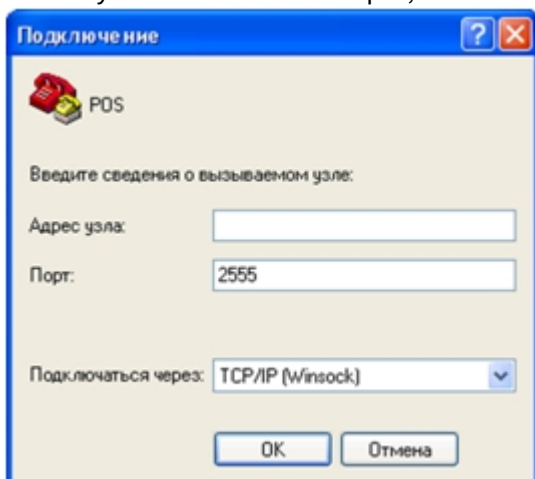 Подключение
POS
Введите сведения о вызываемом узле:
Адрес узла:
Порт: 2555
Подключаться через: TCP/IP (Winsock)
OK Отмена